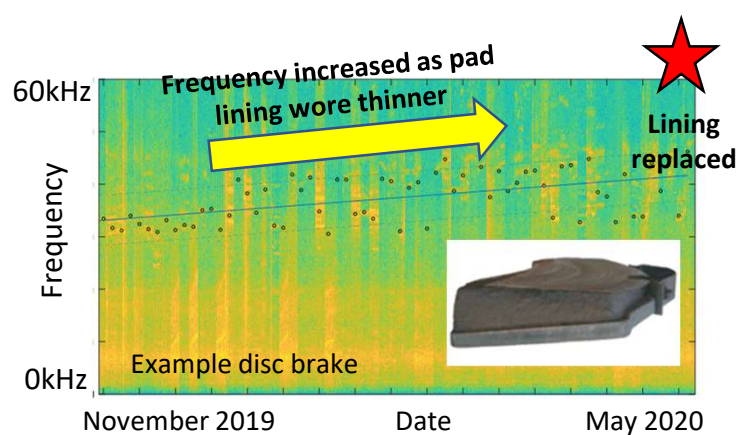 60kHz
Frequency increased as pad
lining wore thinner
Lining
replaced
Frequency
Example disc brake
0kHz
November 2019
Date
May 2020